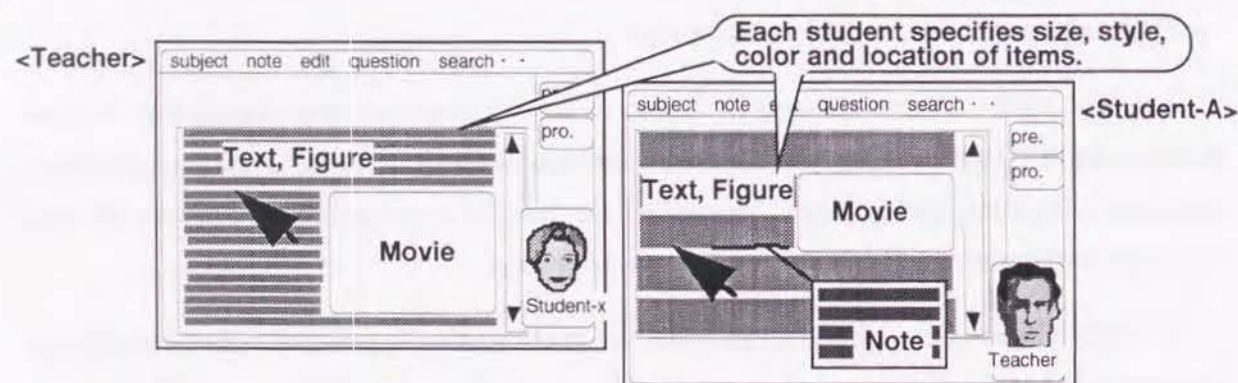 Each student specifies size, style,
color and location of items.
<Teacher>
subject note edit question search · ·
pro.
Text, Figure
Movie
Student-x
<Student-A>
subject note question search · ·
pre.
pro.
Text, Figure
Movie
Note
Teacher